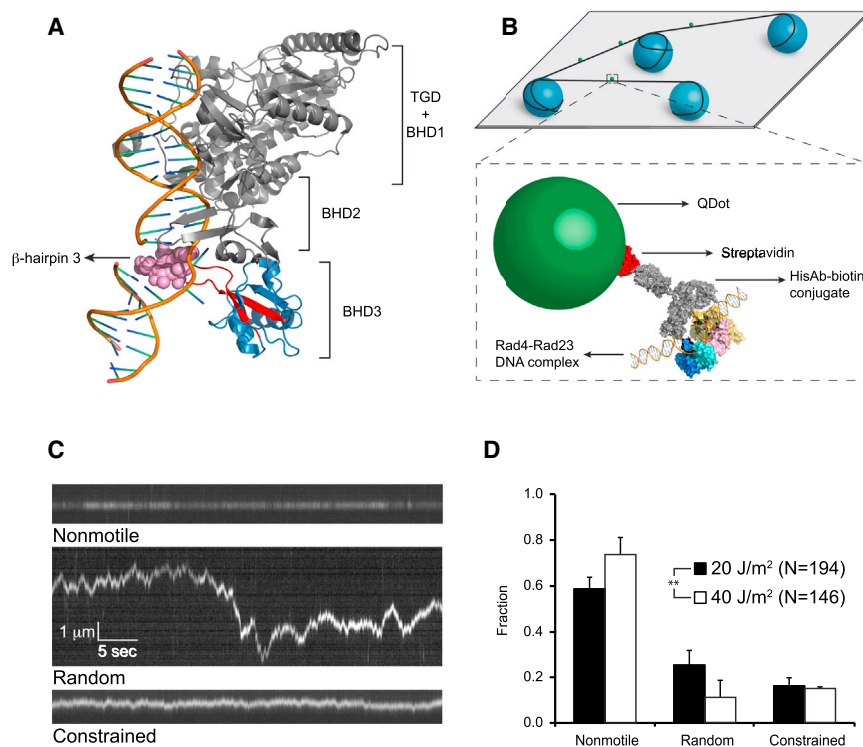 A
TGD
+
BHD1
BHD2
β-hairpin 3
BHD3
B
QDot
Streptavidin
HisAb-biotin
conjugate
Rad4-Rad23
DNA complex
C
Nonmotile
1 μm
5 sec
Random
Constrained
D
Fraction
1.0
0.8
0.6
0.4
0.2
0.0
** 20 J/m² (N=194)
40 J/m² (N=146)
Nonmotile Random Constrained